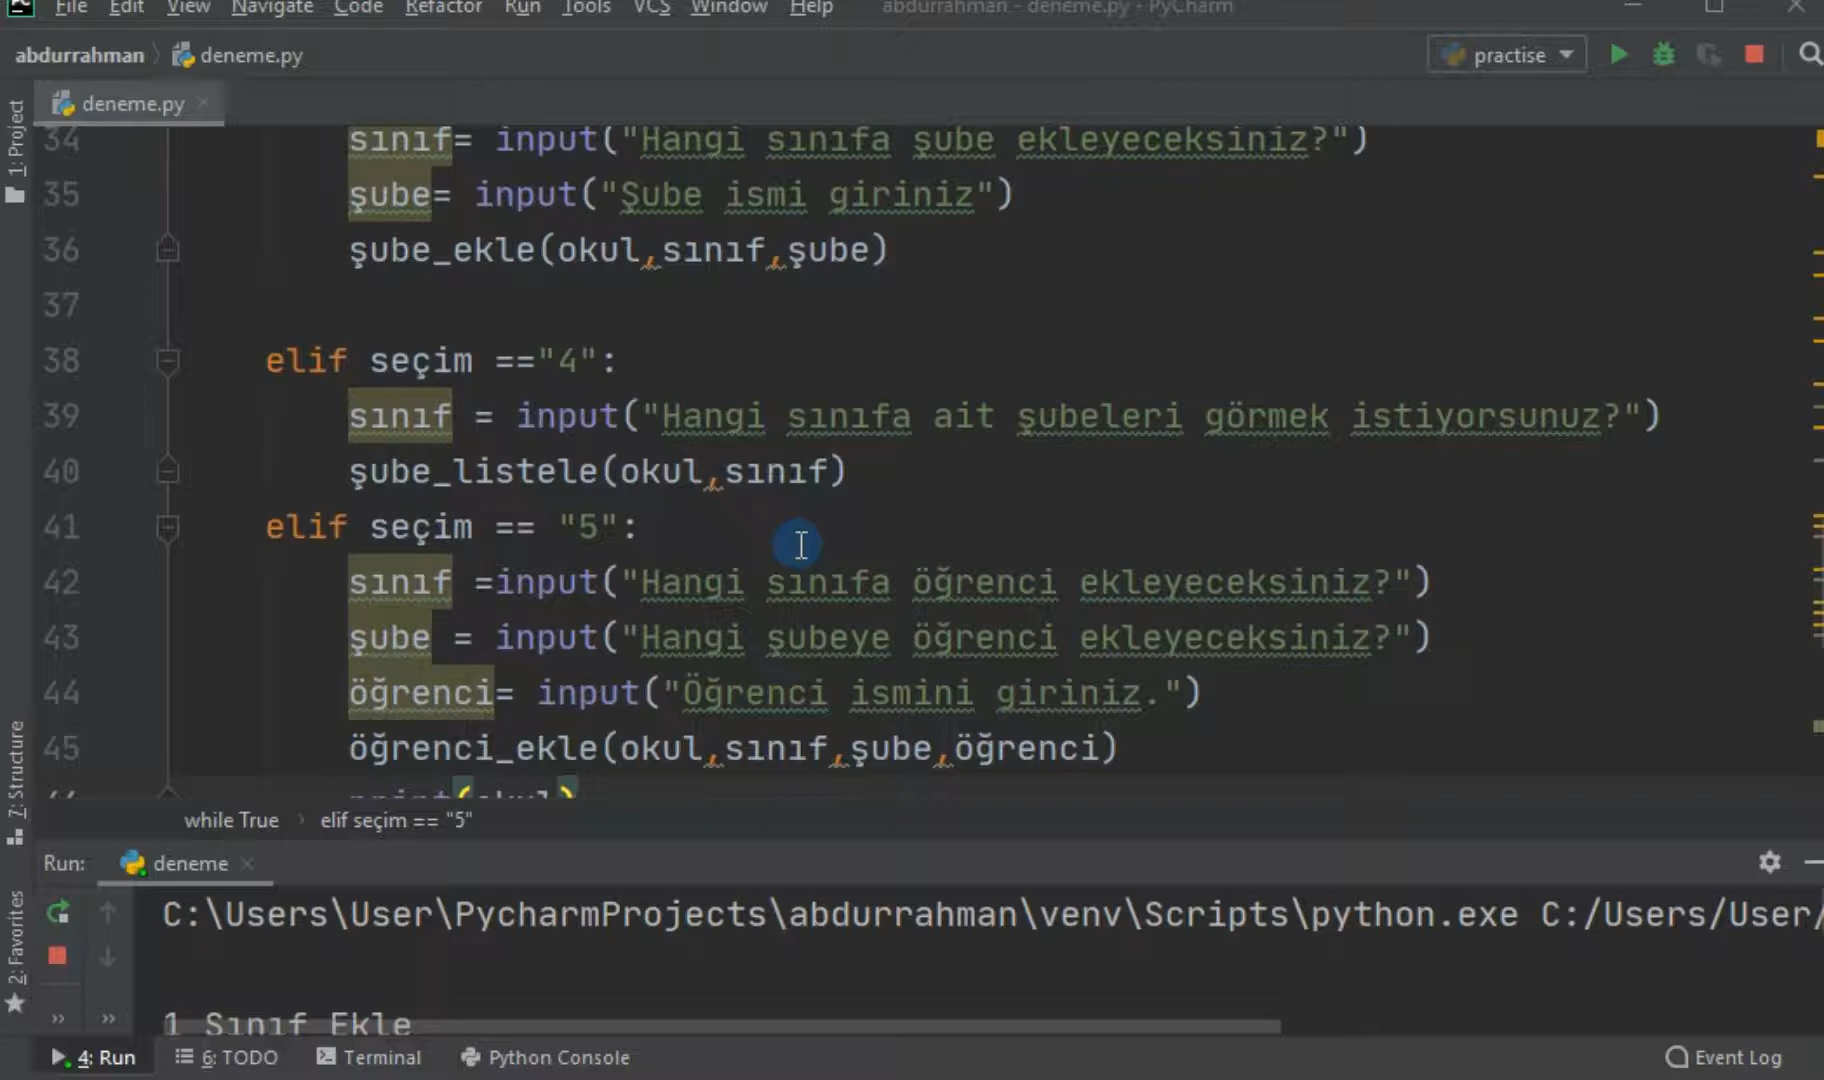 File Edit View Navigate Code Refactor Run Tools VCS Window Help abdurrahman - deneme.py - PyCharm
abdurrahman deneme.py practise
deneme.py
1: Project
34 sınıf= input("Hangi sınıfa şube ekleyeceksiniz?")
35 şube= input("Şube ismi giriniz")
36 şube_ekle(okul,sınıf,şube)
37
38 elif seçim =="4":
39 sınıf = input("Hangi sınıfa ait şubeleri görmek istiyorsunuz?")
40 şube_listele(okul,sınıf)
41 elif seçim == "5":
42 sınıf =input("Hangi sınıfa öğrenci ekleyeceksiniz?")
43 şube = input("Hangi şubeye öğrenci ekleyeceksiniz?")
44 öğrenci= input("Öğrenci ismini giriniz.")
45 öğrenci_ekle(okul,sınıf,şube,öğrenci)
print(okul)
7: Structure
while True elif seçim == "5"
Run: deneme
2: Favorites
C:\Users\User\PycharmProjects\abdurrahman\venv\Scripts\python.exe C:/Users/User/
1 Sınıf Ekle
4: Run 6: TODO Terminal Python Console Event Log